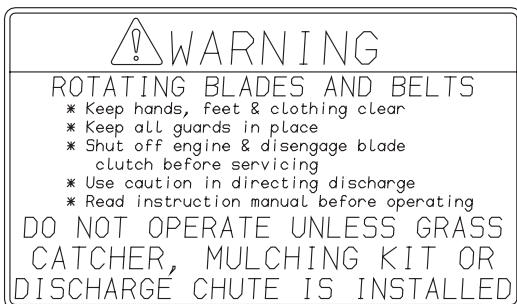 WARNING
ROTATING BLADES AND BELTS
* Keep hands, feet & clothing clear
* Keep all guards in place
* Shut off engine & disengage blade
clutch before servicing
* Use caution in directing discharge
* Read instruction manual before operating
DO NOT OPERATE UNLESS GRASS
CATCHER, MULCHING KIT OR
DISCHARGE CHUTE IS INSTALLED